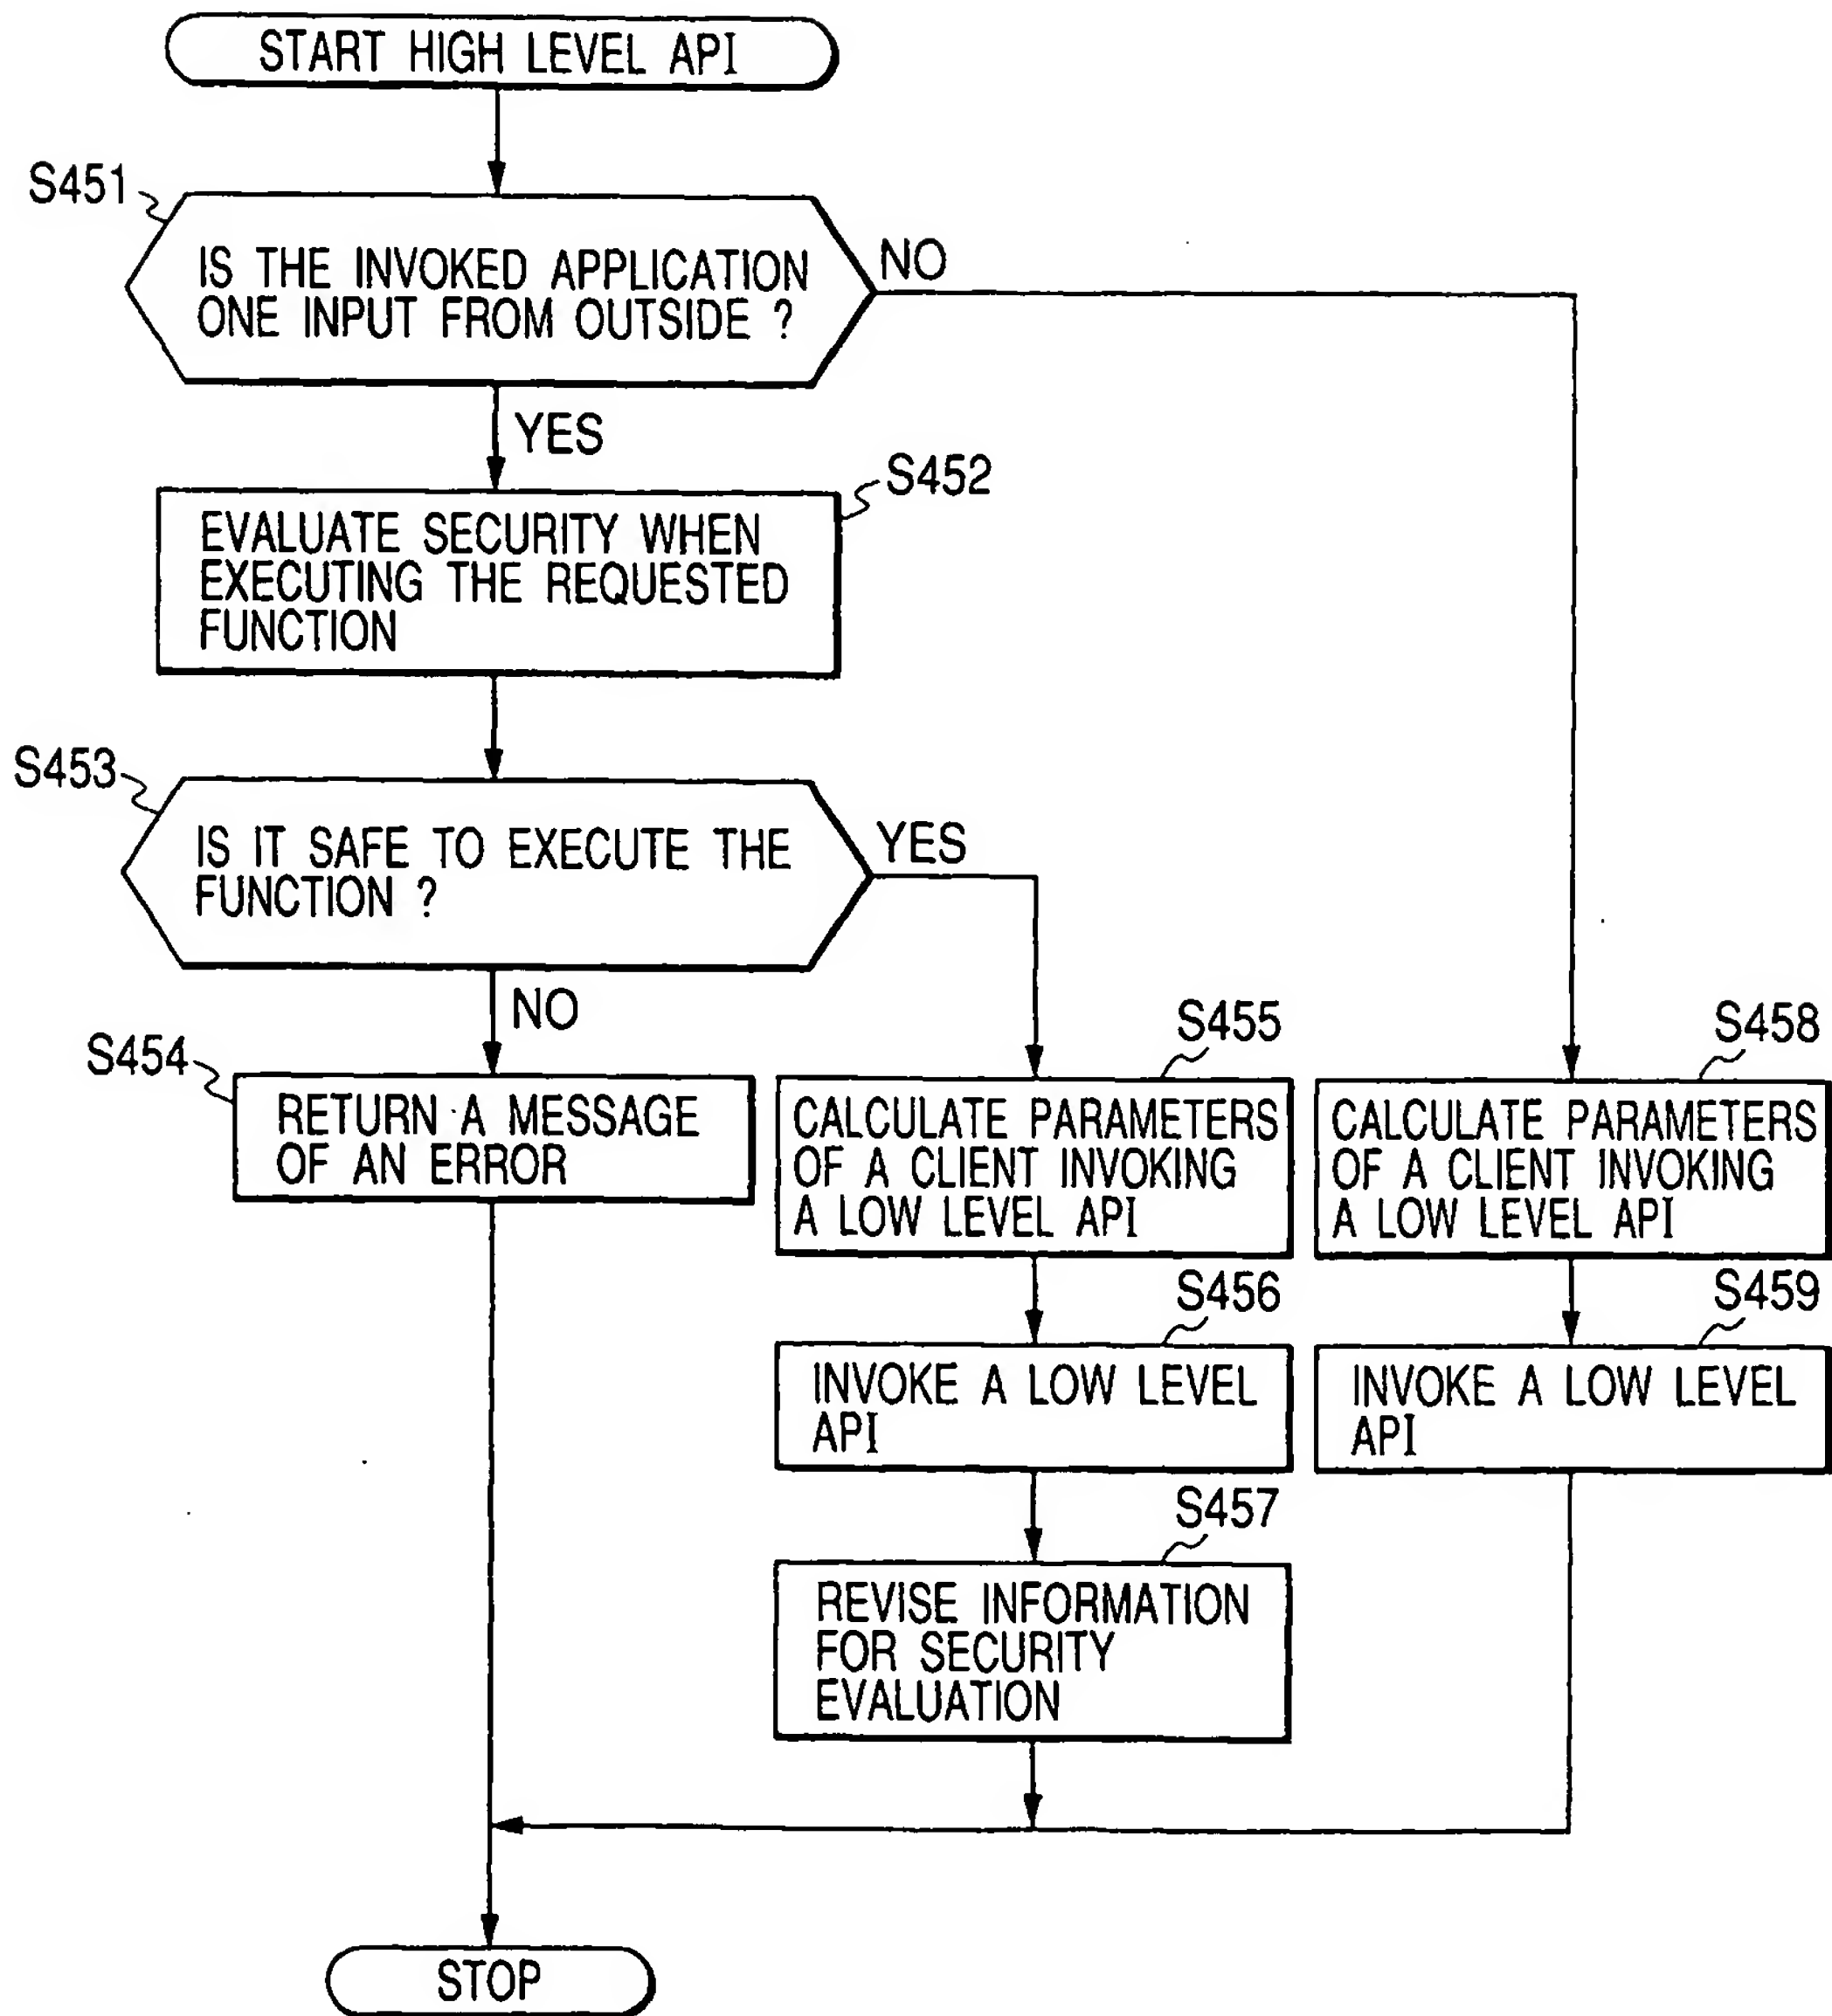 START HIGH LEVEL API
S451
IS THE INVOKED APPLICATION
ONE INPUT FROM OUTSIDE ?
NO
YES
S452
EVALUATE SECURITY WHEN
EXECUTING THE REQUESTED
FUNCTION
S453
IS IT SAFE TO EXECUTE THE
FUNCTION ?
YES
NO
S454
RETURN A MESSAGE
OF AN ERROR
S455
CALCULATE PARAMETERS
OF A CLIENT INVOKING
A LOW LEVEL API
S456
INVOKE A LOW LEVEL
API
S457
REVISE INFORMATION
FOR SECURITY
EVALUATION
S458
CALCULATE PARAMETERS
OF A CLIENT INVOKING
A LOW LEVEL API
S459
INVOKE A LOW LEVEL
API
STOP